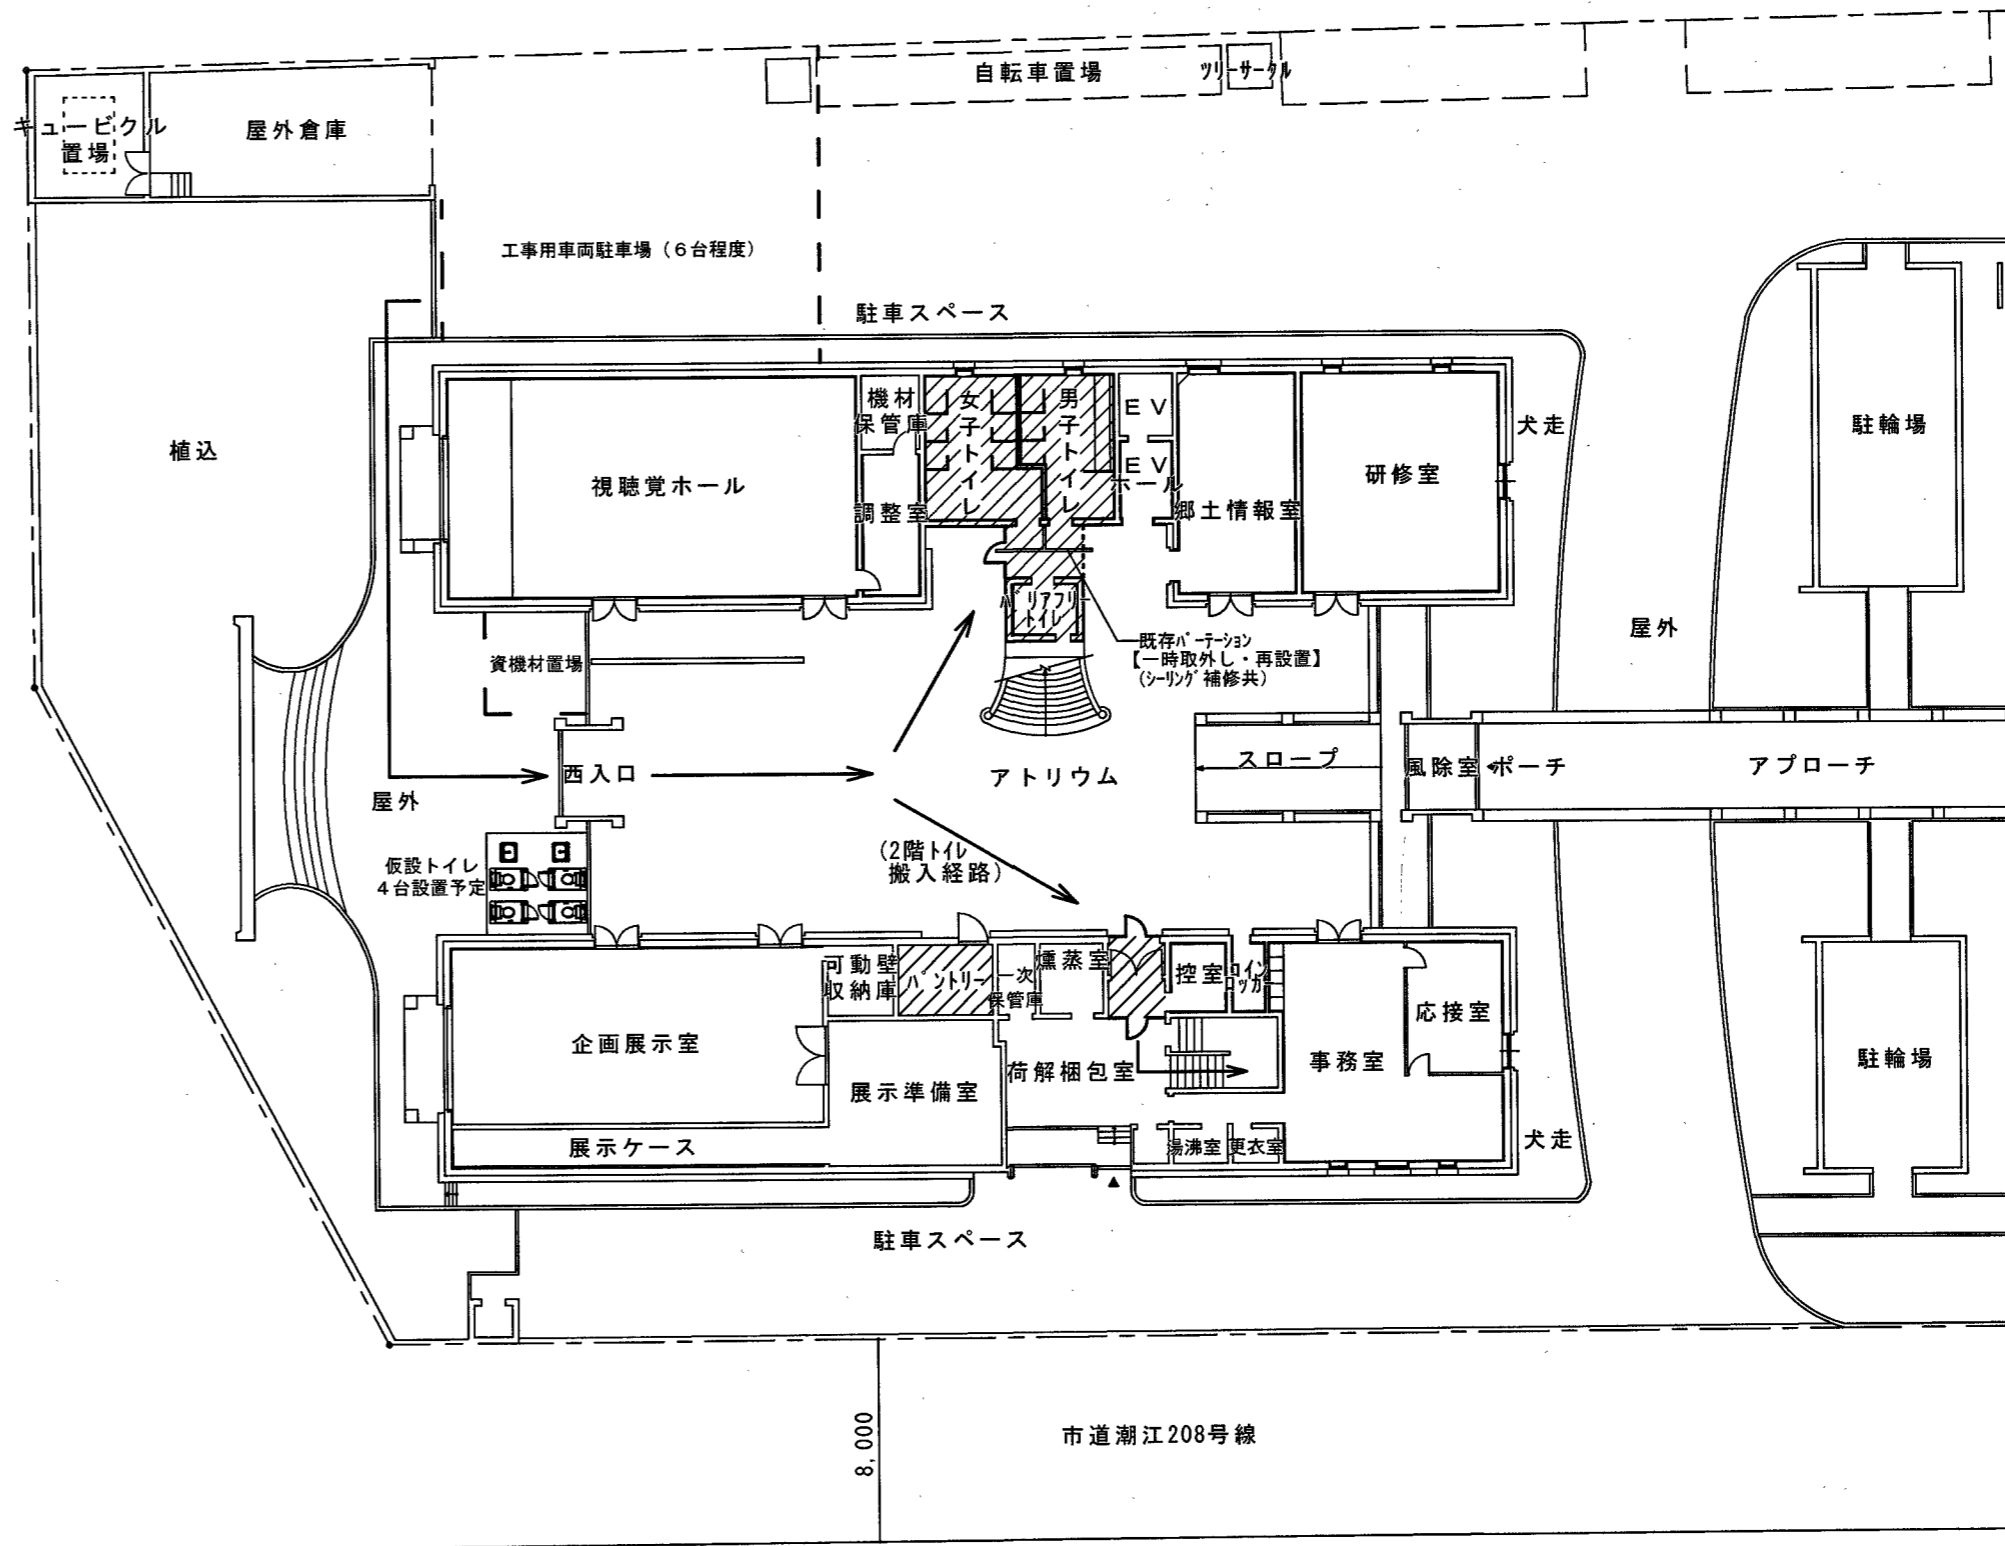 自転車置場
ツリーサークル
キュービクル
置場
屋外倉庫
工事用車両駐車場（６台程度）
駐車スペース
植込
視聴覚ホール
機材
保管庫
調整室
女子トイレ
男子トイレ
ＥＶ
ＥＶ
ホール
郷土情報室
研修室
犬走
駐輪場
屋外
バリアフリー
トイレ
既存パーテーション
【一時取外し・再設置】
(シーリング補修共)
資機材置場
西入口
アトリウム
スロープ
風除室
ポーチ
アプローチ
屋外
仮設トイレ
４台設置予定
(2階トイレ
搬入経路)
可動壁
収納庫
パントリー
一次
保管庫
燻蒸室
控室
コイン
ロッカー
応接室
企画展示室
展示準備室
荷解梱包室
事務室
駐輪場
展示ケース
湯沸室
更衣室
犬走
駐車スペース
8,000
市道潮江208号線